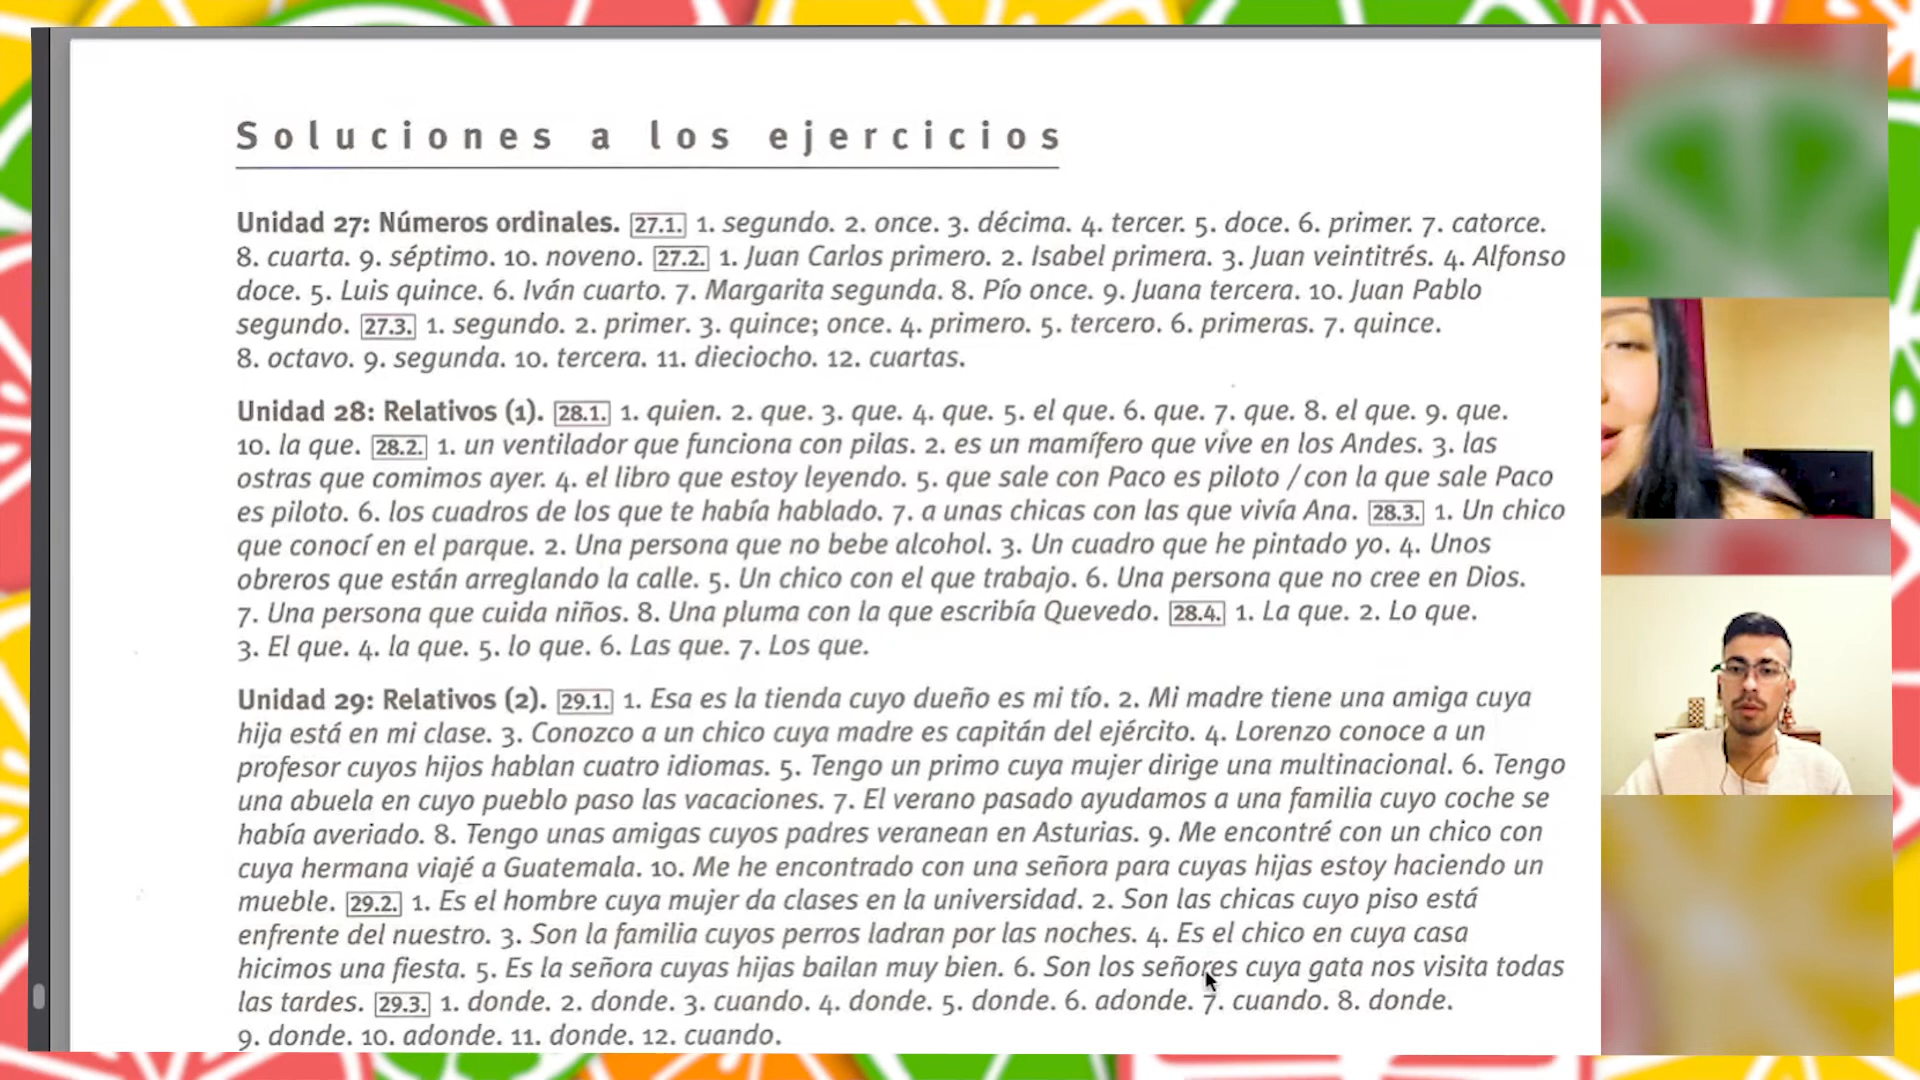 Soluciones a los ejercicios
Unidad 27: Números ordinales. 27.1. 1. segundo. 2. once. 3. décima. 4. tercer. 5. doce. 6. primer. 7. catorce.
8. cuarta. 9. séptimo. 10. noveno. 27.2. 1. Juan Carlos primero. 2. Isabel primera. 3. Juan veintitrés. 4. Alfonso
doce. 5. Luis quince. 6. Iván cuarto. 7. Margarita segunda. 8. Pío once. 9. Juana tercera. 10. Juan Pablo
segundo. 27.3. 1. segundo. 2. primer. 3. quince; once. 4. primero. 5. tercero. 6. primeras. 7. quince.
8. octavo. 9. segunda. 10. tercera. 11. dieciocho. 12. cuartas.
Unidad 28: Relativos (1). 28.1. 1. quien. 2. que. 3. que. 4. que. 5. el que. 6. que. 7. que. 8. el que. 9. que.
10. la que. 28.2. 1. un ventilador que funciona con pilas. 2. es un mamífero que vive en los Andes. 3. las
ostras que comimos ayer. 4. el libro que estoy leyendo. 5. que sale con Paco es piloto / con la que sale Paco
es piloto. 6. los cuadros de los que te había hablado. 7. a unas chicas con las que vivía Ana. 28.3. 1. Un chico
que conocí en el parque. 2. Una persona que no bebe alcohol. 3. Un cuadro que he pintado yo. 4. Unos
obreros que están arreglando la calle. 5. Un chico con el que trabajo. 6. Una persona que no cree en Dios.
7. Una persona que cuida niños. 8. Una pluma con la que escribía Quevedo. 28.4. 1. La que. 2. Lo que.
3. El que. 4. la que. 5. lo que. 6. Las que. 7. Los que.
Unidad 29: Relativos (2). 29.1. 1. Esa es la tienda cuyo dueño es mi tío. 2. Mi madre tiene una amiga cuya
hija está en mi clase. 3. Conozco a un chico cuya madre es capitán del ejército. 4. Lorenzo conoce a un
profesor cuyos hijos hablan cuatro idiomas. 5. Tengo un primo cuya mujer dirige una multinacional. 6. Tengo
una abuela en cuyo pueblo paso las vacaciones. 7. El verano pasado ayudamos a una familia cuyo coche se
había averiado. 8. Tengo unas amigas cuyos padres veranean en Asturias. 9. Me encontré con un chico con
cuya hermana viajé a Guatemala. 10. Me he encontrado con una señora para cuyas hijas estoy haciendo un
mueble. 29.2. 1. Es el hombre cuya mujer da clases en la universidad. 2. Son las chicas cuyo piso está
enfrente del nuestro. 3. Son la familia cuyos perros ladran por las noches. 4. Es el chico en cuya casa
hicimos una fiesta. 5. Es la señora cuyas hijas bailan muy bien. 6. Son los señores cuya gata nos visita todas
las tardes. 29.3. 1. donde. 2. donde. 3. cuando. 4. donde. 5. donde. 6. adonde. 7. cuando. 8. donde.
9. donde. 10. adonde. 11. donde. 12. cuando.